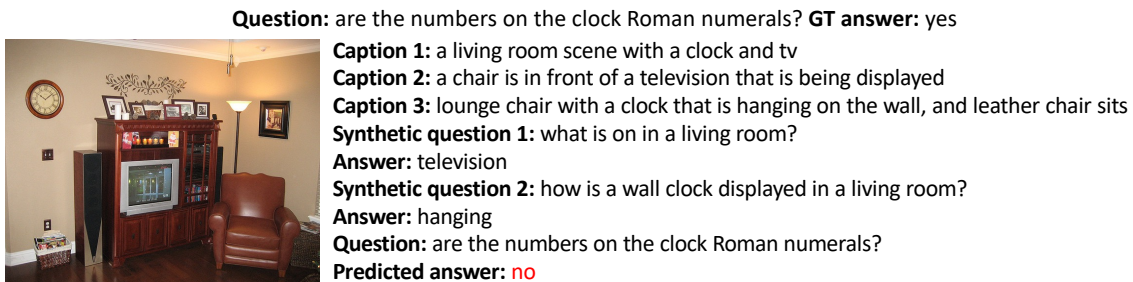 Question: are the numbers on the clock Roman numerals? GT answer: yes
Caption 1: a living room scene with a clock and tv
Caption 2: a chair is in front of a television that is being displayed
Caption 3: lounge chair with a clock that is hanging on the wall, and leather chair sits
Synthetic question 1: what is on in a living room?
Answer: television
Synthetic question 2: how is a wall clock displayed in a living room?
Answer: hanging
Question: are the numbers on the clock Roman numerals?
Predicted answer: no